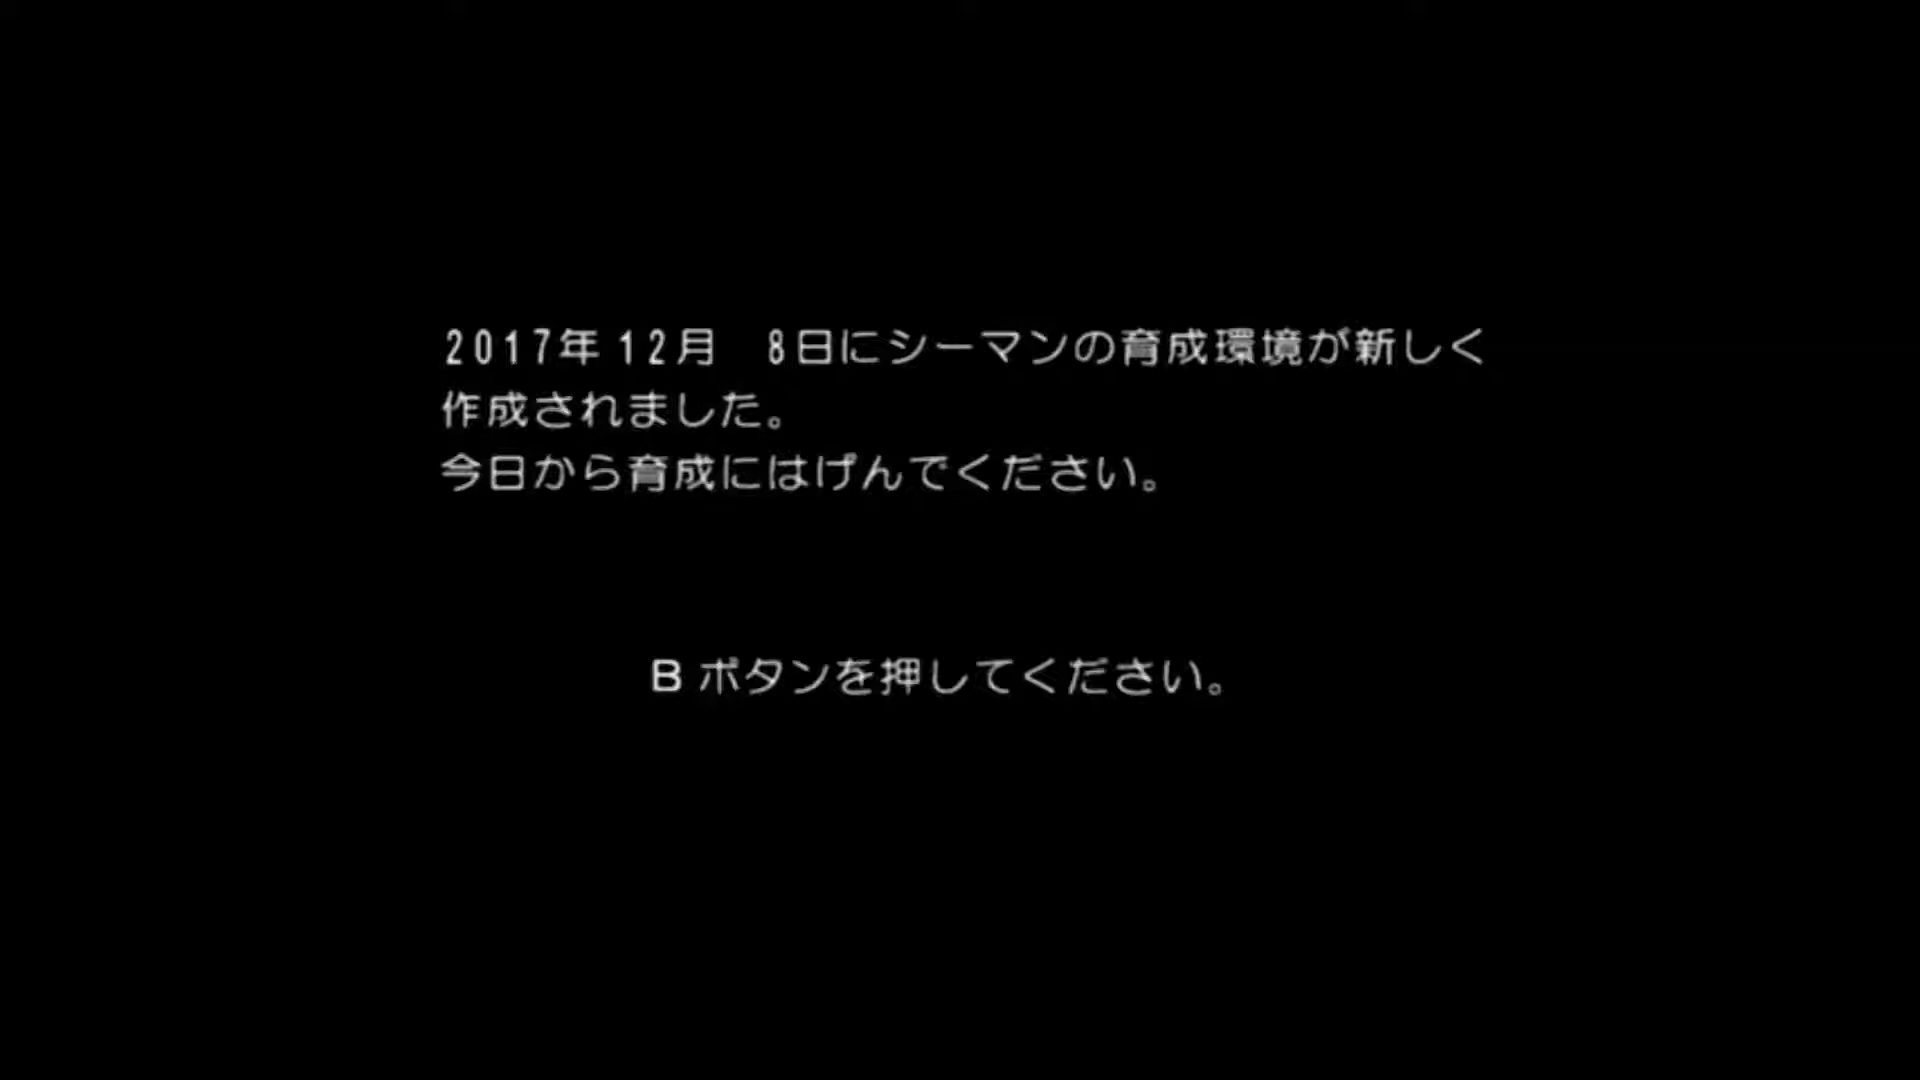 2017年12月　8日にシーマンの育成環境が新しく
作成されました。
今日から育成にはげんでください。
B ボタンを押してください。